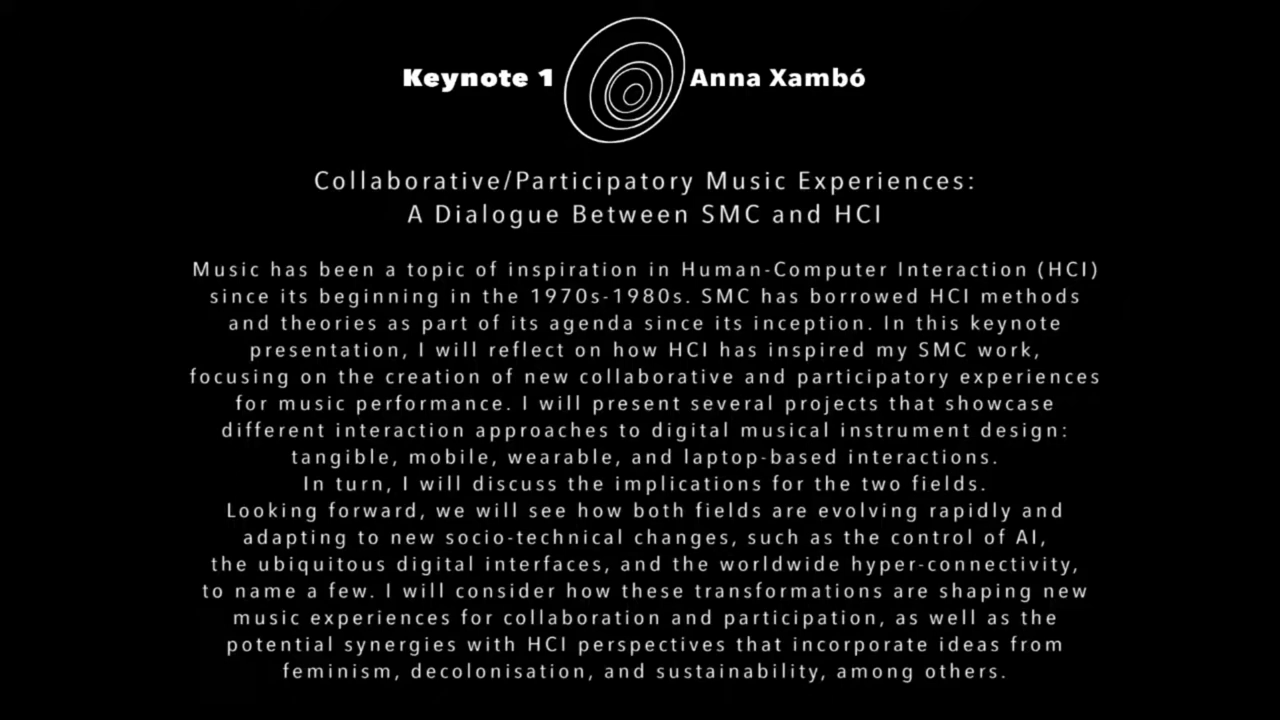 Keynote 1 Anna Xambó
Collaborative/Participatory Music Experiences:
A Dialogue Between SMC and HCI
Music has been a topic of inspiration in Human-Computer Interaction (HCI)
since its beginning in the 1970s-1980s. SMC has borrowed HCI methods
and theories as part of its agenda since its inception. In this keynote
presentation, I will reflect on how HCI has inspired my SMC work,
focusing on the creation of new collaborative and participatory experiences
for music performance. I will present several projects that showcase
different interaction approaches to digital musical instrument design:
tangible, mobile, wearable, and laptop-based interactions.
In turn, I will discuss the implications for the two fields.
Looking forward, we will see how both fields are evolving rapidly and
adapting to new socio-technical changes, such as the control of AI,
the ubiquitous digital interfaces, and the worldwide hyper-connectivity,
to name a few. I will consider how these transformations are shaping new
music experiences for collaboration and participation, as well as the
potential synergies with HCI perspectives that incorporate ideas from
feminism, decolonisation, and sustainability, among others.